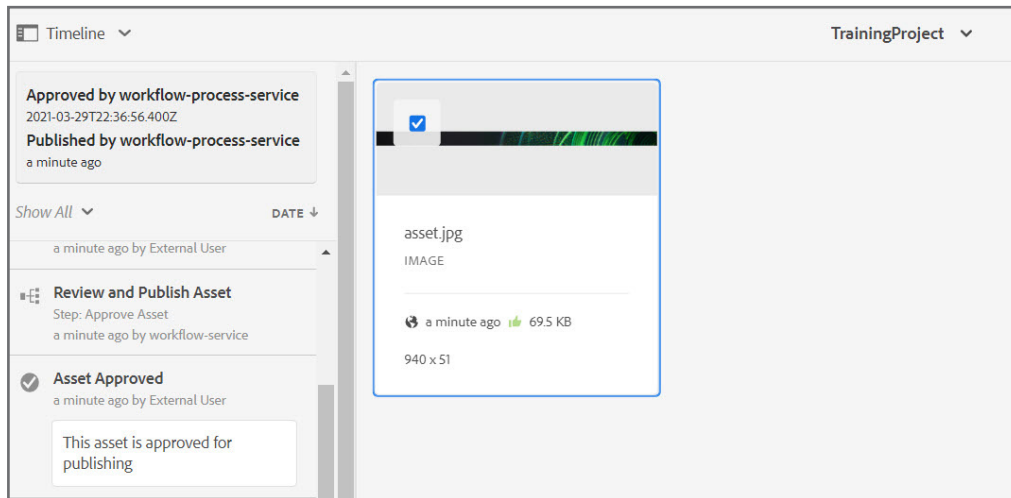 Timeline
TrainingProject
Approved by workflow-process-service
2021-03-29T22:36:56.400Z
Published by workflow-process-service
a minute ago
Show All
DATE
a minute ago by External User
Review and Publish Asset
Step: Approve Asset
a minute ago by workflow-service
Asset Approved
a minute ago by External User
This asset is approved for
publishing
asset.jpg
IMAGE
a minute ago 69.5 KB
940 x 51